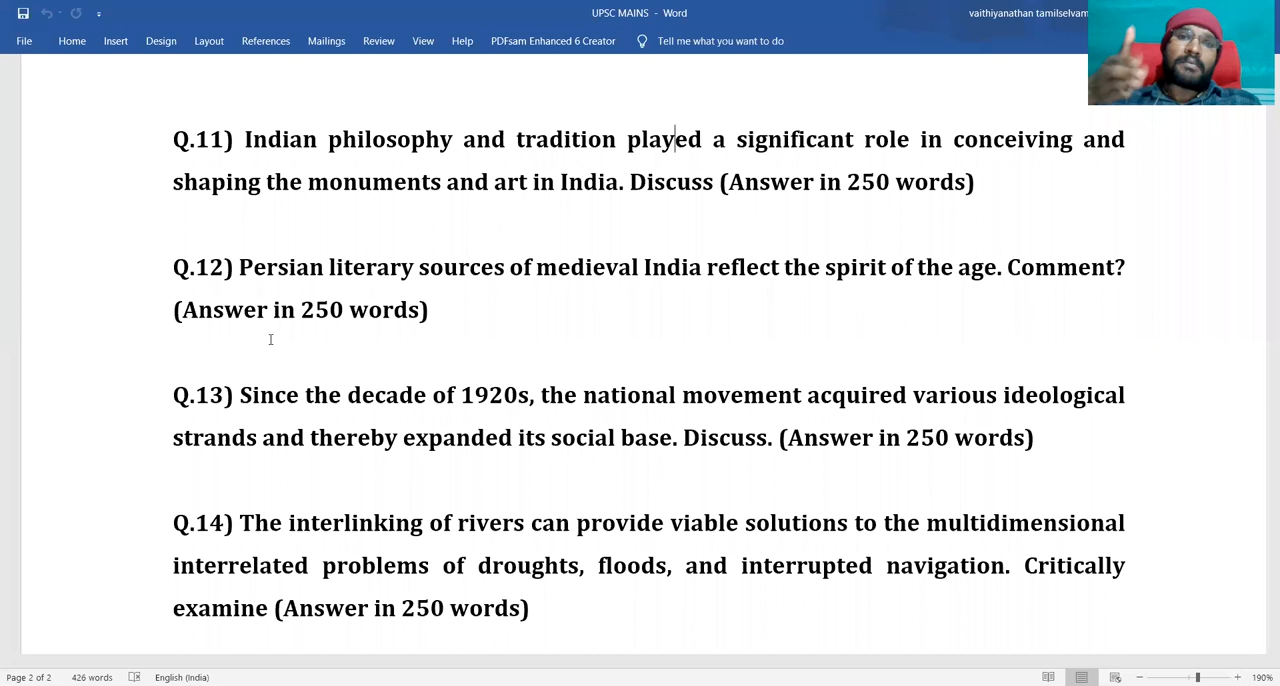 UPSC MAINS - Word
vaithiyanathan tamilselvam
File Home Insert Design Layout References Mailings Review View Help PDFsam Enhanced 6 Creator Tell me what you want to do
Q.11) Indian philosophy and tradition played a significant role in conceiving and
shaping the monuments and art in India. Discuss (Answer in 250 words)
Q.12) Persian literary sources of medieval India reflect the spirit of the age. Comment?
(Answer in 250 words)
Q.13) Since the decade of 1920s, the national movement acquired various ideological
strands and thereby expanded its social base. Discuss. (Answer in 250 words)
Q.14) The interlinking of rivers can provide viable solutions to the multidimensional
interrelated problems of droughts, floods, and interrupted navigation. Critically
examine (Answer in 250 words)
Page 2 of 2 426 words English (India) 190%